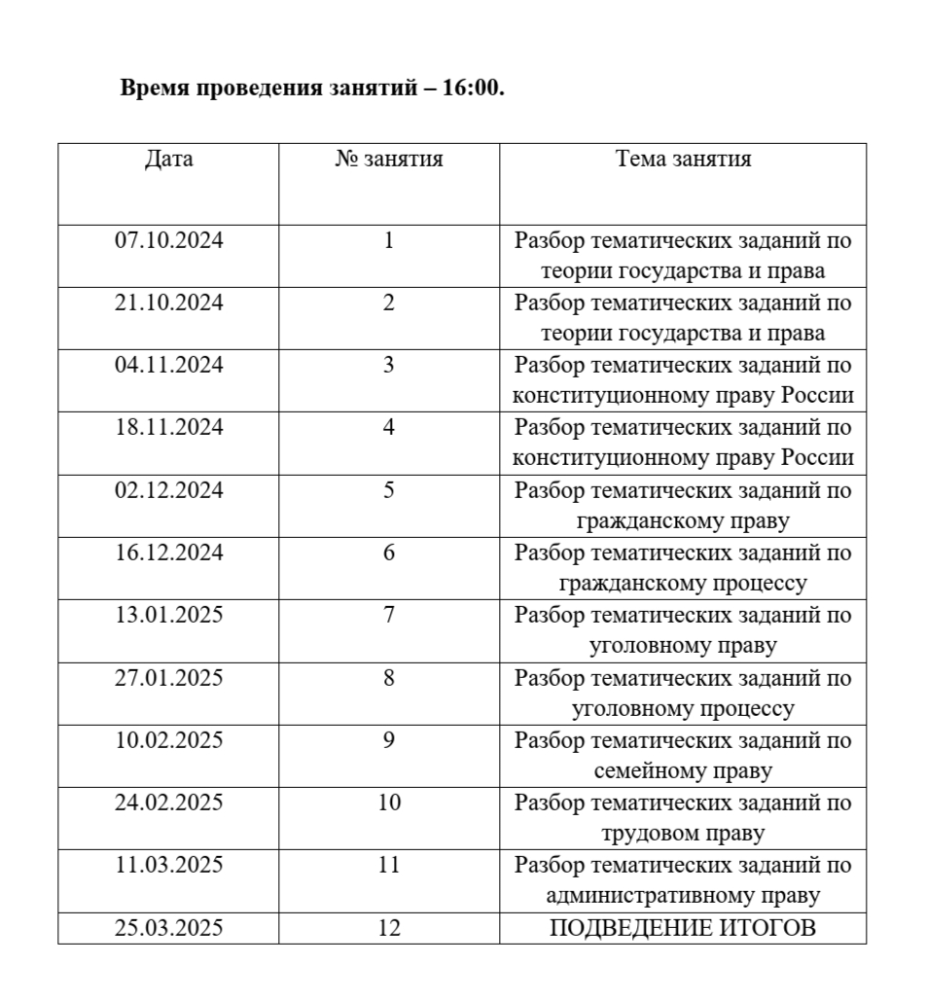 Время проведения занятий – 16:00.
Дата № занятия Тема занятия
07.10.2024 1 Разбор тематических заданий по
теории государства и права
21.10.2024 2 Разбор тематических заданий по
теории государства и права
04.11.2024 3 Разбор тематических заданий по
конституционному праву России
18.11.2024 4 Разбор тематических заданий по
конституционному праву России
02.12.2024 5 Разбор тематических заданий по
гражданскому праву
16.12.2024 6 Разбор тематических заданий по
гражданскому процессу
13.01.2025 7 Разбор тематических заданий по
уголовному праву
27.01.2025 8 Разбор тематических заданий по
уголовному процессу
10.02.2025 9 Разбор тематических заданий по
семейному праву
24.02.2025 10 Разбор тематических заданий по
трудовом праву
11.03.2025 11 Разбор тематических заданий по
административному праву
25.03.2025 12 ПОДВЕДЕНИЕ ИТОГОВ